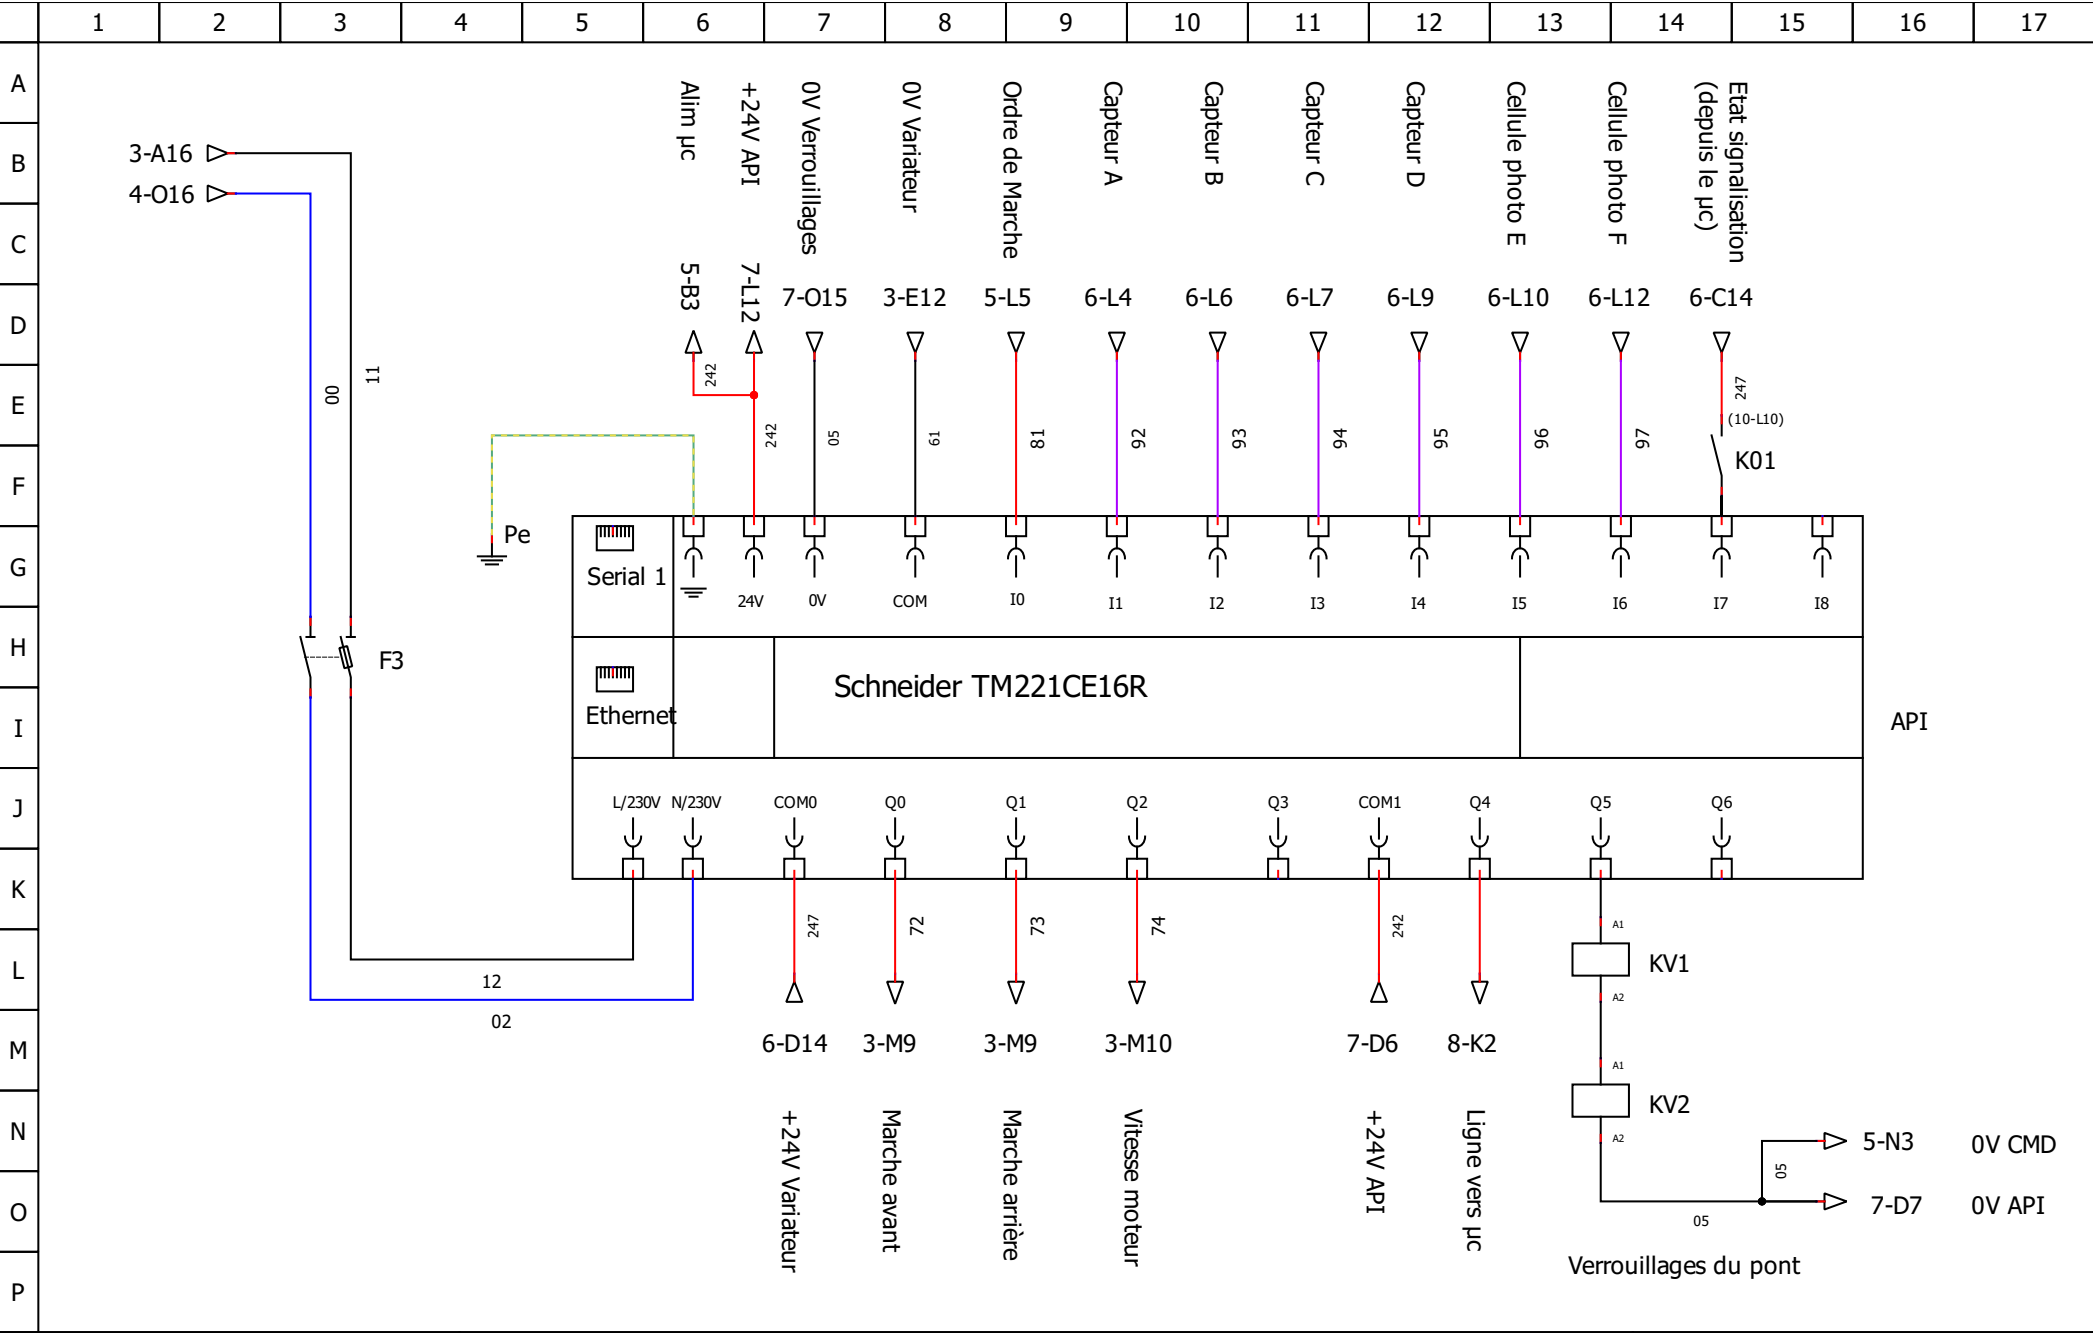 1 2 3 4 5 6 7 8 9 10 11 12 13 14 15 16 17
A
B
C
D
E
F
G
H
I
J
K
L
M
N
O
P
3-A16
4-O16
00
11
F3
12
02
Pe
Alim µc
+24V API
0V Verrouillages
0V Variateur
Ordre de Marche
Capteur A
Capteur B
Capteur C
Capteur D
Cellule photo E
Cellule photo F
Etat signalisation
(depuis le µc)
5-B3
7-L12
7-O15
3-E12
5-L5
6-L4
6-L6
6-L7
6-L9
6-L10
6-L12
6-C14
242
242
05
61
81
92
93
94
95
96
97
247
(10-L10)
K01
Serial 1
24V
0V
COM
I0
I1
I2
I3
I4
I5
I6
I7
I8
Ethernet
Schneider TM221CE16R
API
L/230V
N/230V
COM0
Q0
Q1
Q2
Q3
COM1
Q4
Q5
Q6
247
72
73
74
242
6-D14
3-M9
3-M9
3-M10
7-D6
8-K2
+24V Variateur
Marche avant
Marche arrière
Vitesse moteur
+24V API
Ligne vers µc
A1
KV1
A2
A1
KV2
A2
05
05
5-N3
0V CMD
7-D7
0V API
Verrouillages du pont